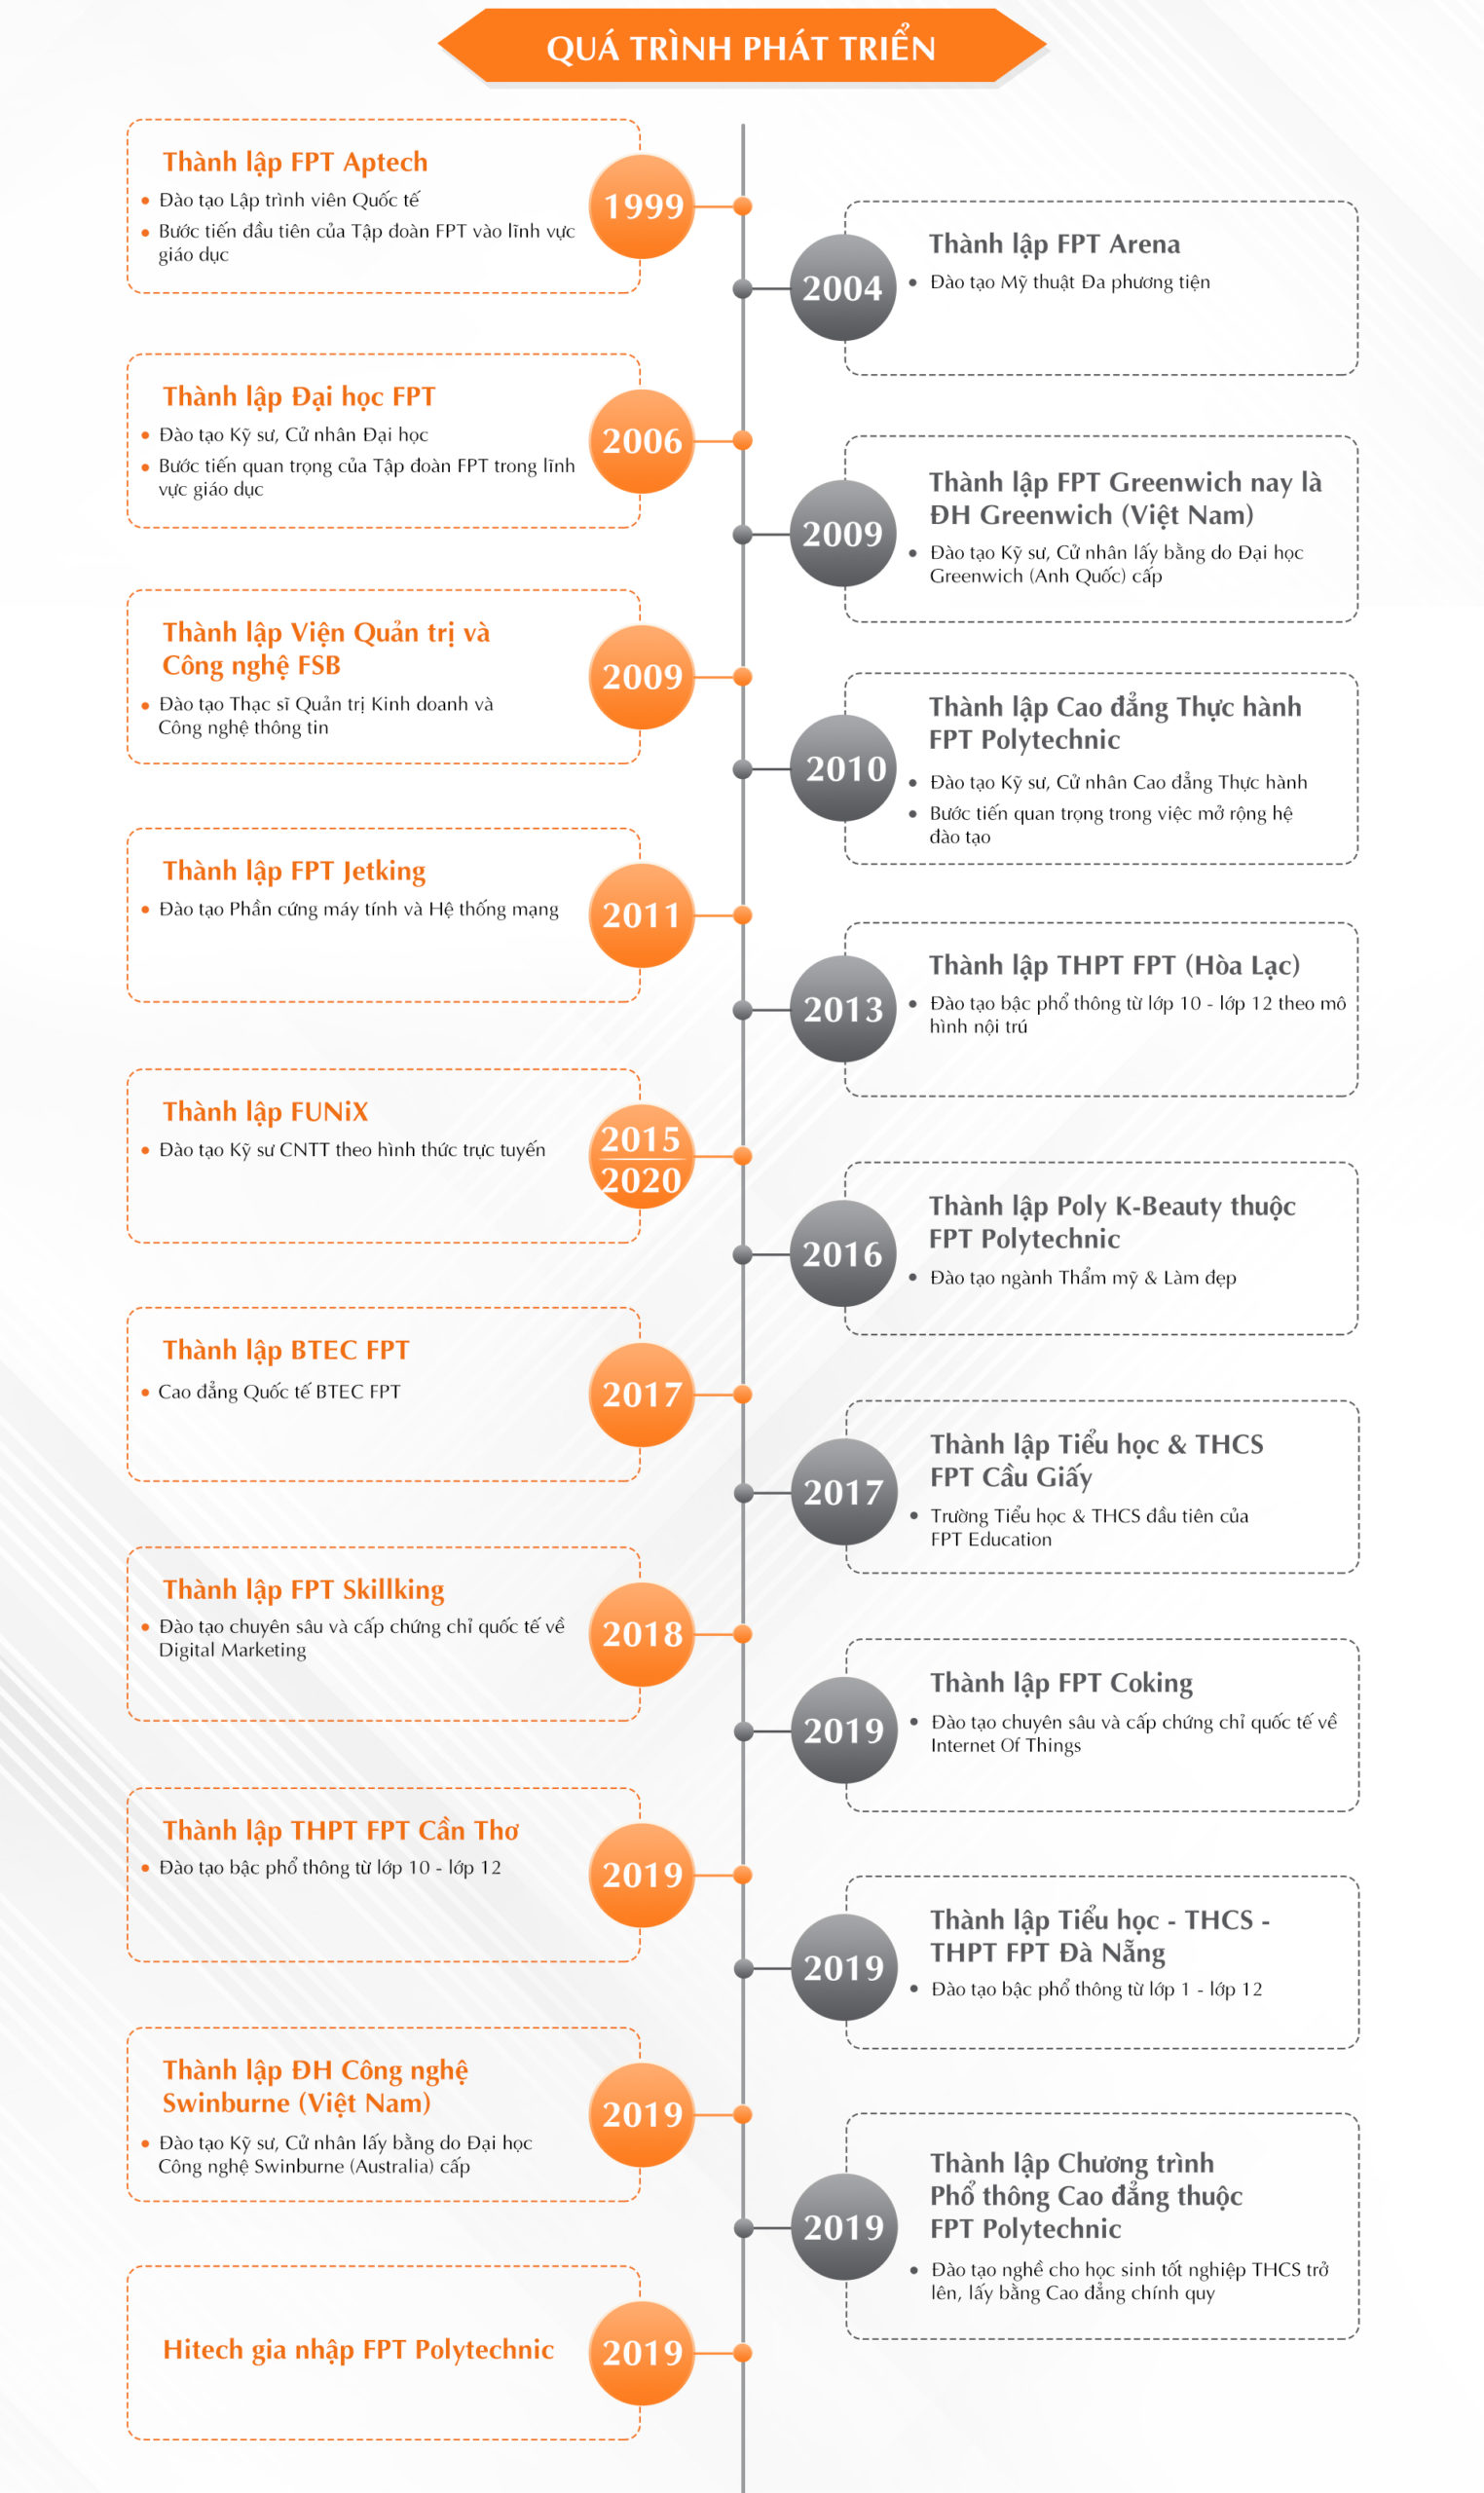 QUÁ TRÌNH PHÁT TRIỂN
Thành lập FPT Aptech
Đào tạo Lập trình viên Quốc tế
Bước tiến đầu tiên của Tập đoàn FPT vào lĩnh vực
giáo dục
1999
Thành lập FPT Arena
Đào tạo Mỹ thuật Đa phương tiện
2004
Thành lập Đại học FPT
Đào tạo Kỹ sư, Cử nhân Đại học
Bước tiến quan trọng của Tập đoàn FPT trong lĩnh
vực giáo dục
2006
Thành lập FPT Greenwich nay là
ĐH Greenwich (Việt Nam)
Đào tạo Kỹ sư, Cử nhân lấy bằng do Đại học
Greenwich (Anh Quốc) cấp
2009
Thành lập Viện Quản trị và
Công nghệ FSB
Đào tạo Thạc sĩ Quản trị Kinh doanh và
Công nghệ thông tin
2009
Thành lập Cao đẳng Thực hành
FPT Polytechnic
Đào tạo Kỹ sư, Cử nhân Cao đẳng Thực hành
Bước tiến quan trọng trong việc mở rộng hệ
đào tạo
2010
Thành lập FPT Jetking
Đào tạo Phần cứng máy tính và Hệ thống mạng
2011
Thành lập THPT FPT (Hòa Lạc)
Đào tạo bậc phổ thông từ lớp 10 - lớp 12 theo mô
hình nội trú
2013
Thành lập FUNiX
Đào tạo Kỹ sư CNTT theo hình thức trực tuyến
2015
2020
Thành lập Poly K-Beauty thuộc
FPT Polytechnic
Đào tạo ngành Thẩm mỹ & Làm đẹp
2016
Thành lập BTEC FPT
Cao đẳng Quốc tế BTEC FPT
2017
Thành lập Tiểu học & THCS
FPT Cầu Giấy
Trường Tiểu học & THCS đầu tiên của
FPT Education
2017
Thành lập FPT Skillking
Đào tạo chuyên sâu và cấp chứng chỉ quốc tế về
Digital Marketing
2018
Thành lập FPT Coking
Đào tạo chuyên sâu và cấp chứng chỉ quốc tế về
Internet Of Things
2019
Thành lập THPT FPT Cần Thơ
Đào tạo bậc phổ thông từ lớp 10 - lớp 12
2019
Thành lập Tiểu học - THCS -
THPT FPT Đà Nẵng
Đào tạo bậc phổ thông từ lớp 1 - lớp 12
2019
Thành lập ĐH Công nghệ
Swinburne (Việt Nam)
Đào tạo Kỹ sư, Cử nhân lấy bằng do Đại học
Công nghệ Swinburne (Australia) cấp
2019
Thành lập Chương trình
Phổ thông Cao đẳng thuộc
FPT Polytechnic
Đào tạo nghề cho học sinh tốt nghiệp THCS trở
lên, lấy bằng Cao đẳng chính quy
2019
Hitech gia nhập FPT Polytechnic
2019